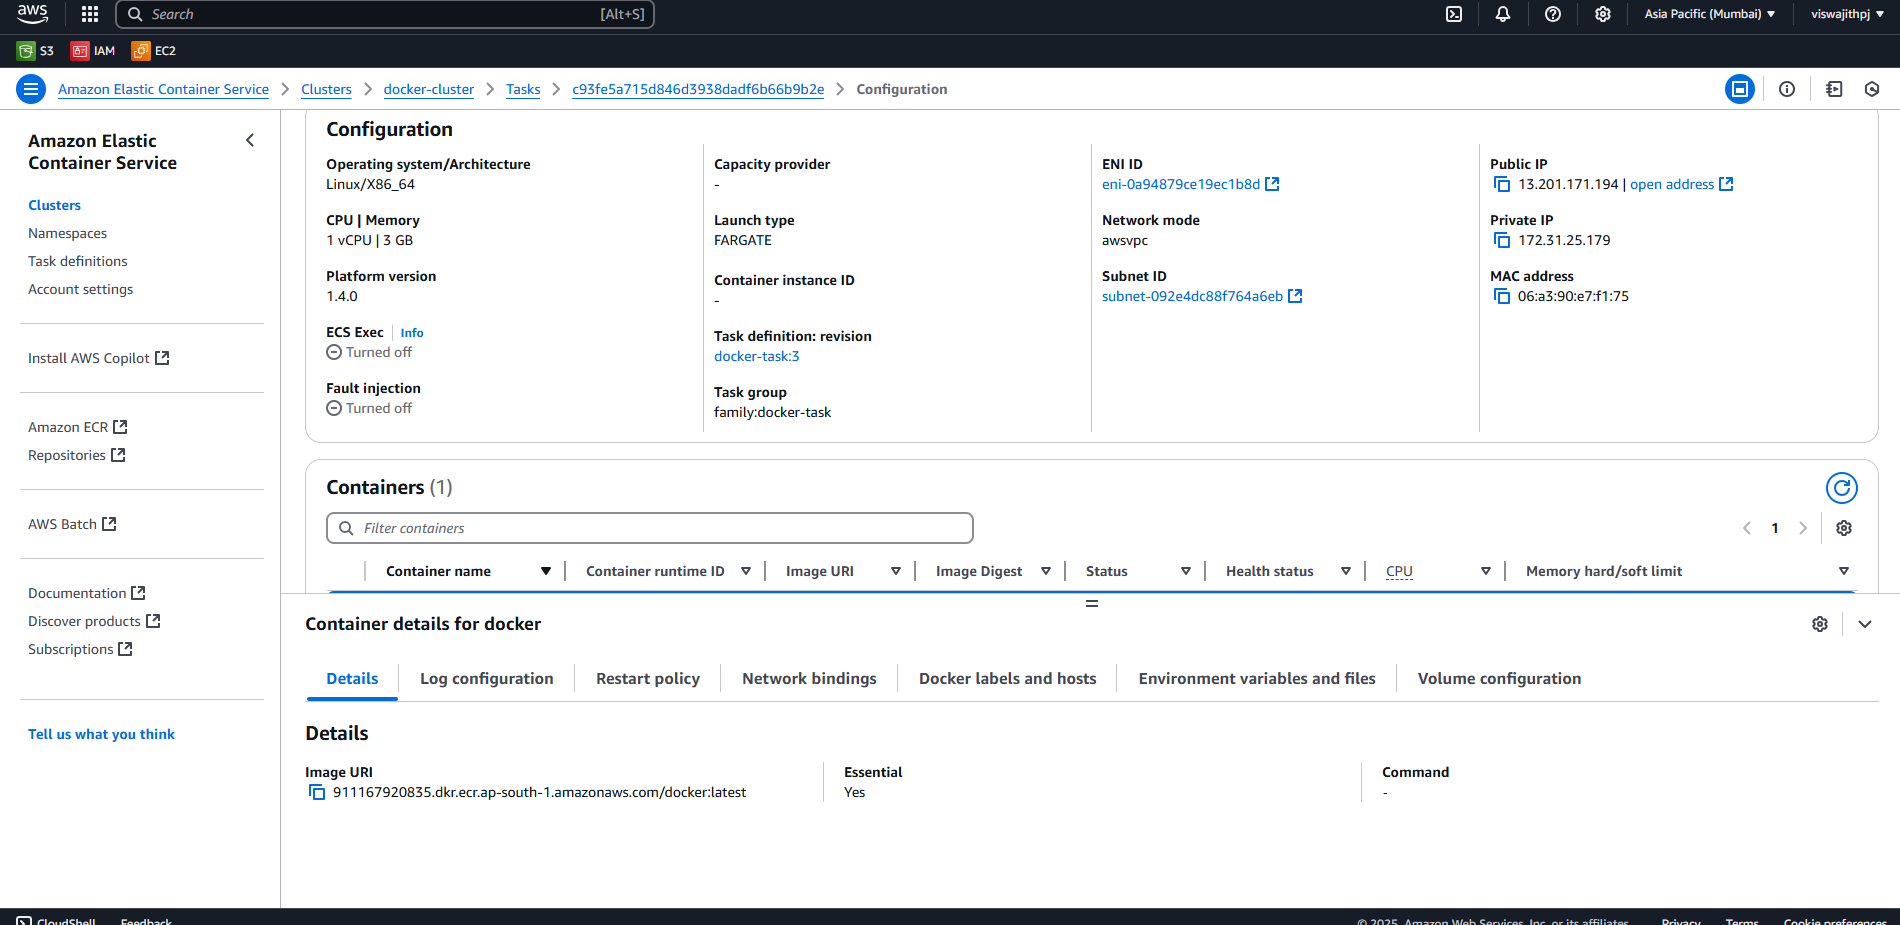 aws
Search [Alt+S]
Asia Pacific (Mumbai) ▼ viswajithpj ▼
S3 IAM EC2
Amazon Elastic Container Service > Clusters > docker-cluster > Tasks > c93fe5a715d846d3938dadf6b66b9b2e > Configuration
Amazon Elastic
Container Service
Clusters
Namespaces
Task definitions
Account settings
Install AWS Copilot
Amazon ECR
Repositories
AWS Batch
Documentation
Discover products
Subscriptions
Tell us what you think
Configuration
Operating system/Architecture
Linux/X86_64
CPU | Memory
1 vCPU | 3 GB
Platform version
1.4.0
ECS Exec Info
Turned off
Fault injection
Turned off
Capacity provider
-
Launch type
FARGATE
Container instance ID
-
Task definition: revision
docker-task:3
Task group
family:docker-task
ENI ID
eni-0a94879ce19ec1b8d
Network mode
awsvpc
Subnet ID
subnet-092e4dc88f764a6eb
Public IP
13.201.171.194 | open address
Private IP
172.31.25.179
MAC address
06:a3:90:e7:f1:75
Containers (1)
Filter containers
1
Container name Container runtime ID Image URI Image Digest Status Health status CPU Memory hard/soft limit
Container details for docker
Details Log configuration Restart policy Network bindings Docker labels and hosts Environment variables and files Volume configuration
Details
Image URI
911167920835.dkr.ecr.ap-south-1.amazonaws.com/docker:latest
Essential
Yes
Command
-
CloudShell Feedback © 2025, Amazon Web Services, Inc. or its affiliates. Privacy Terms Cookie preferences